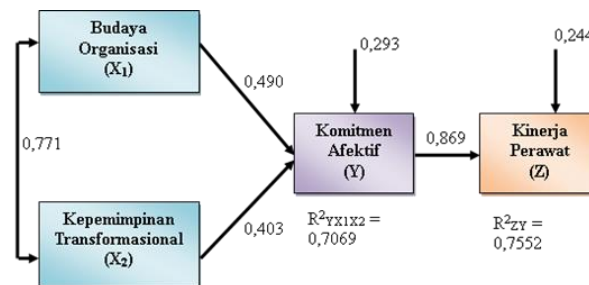 Budaya
Organisasi
(X1)
0,293
0,244
0,490
Komitmen
Afektif
(Y)
0,869
Kinerja
Perawat
(Z)
0,771
Kepemimpinan
Transformasional
(X2)
0,403
R²YX1X2 =
0,7069
R²ZY =
0,7552